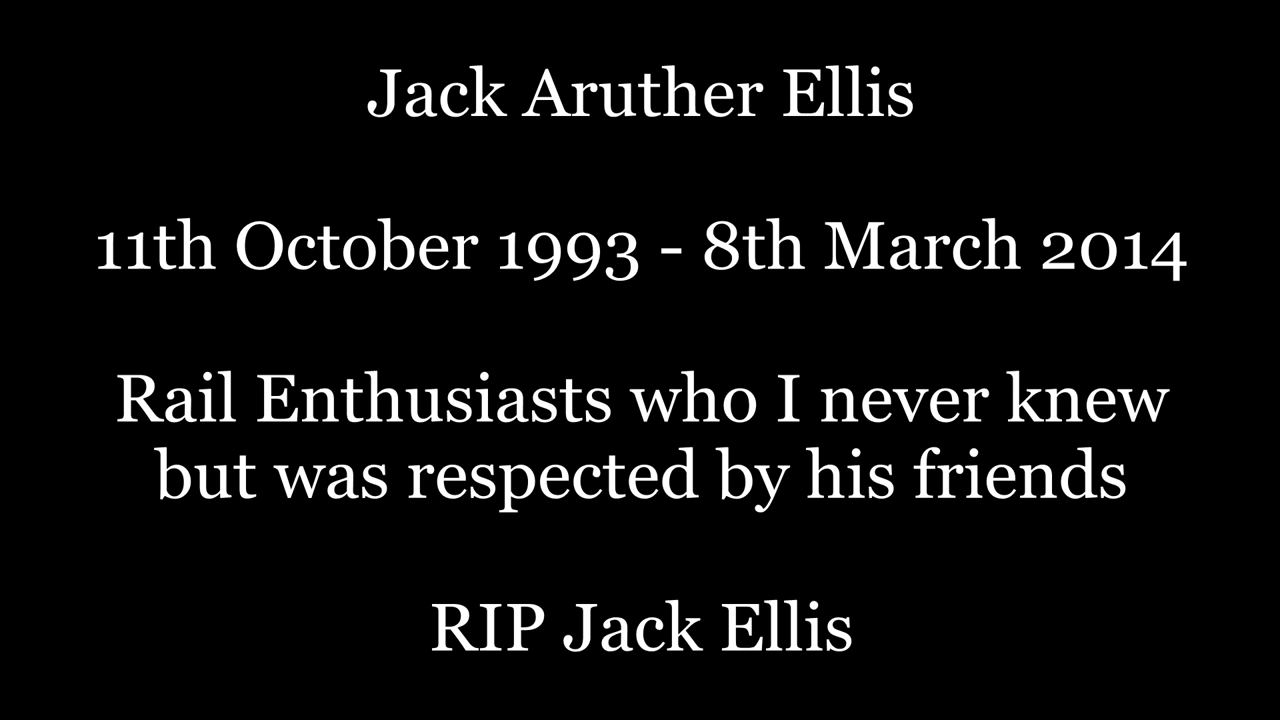 Jack Aruther Ellis
11th October 1993 - 8th March 2014
Rail Enthusiasts who I never knew
but was respected by his friends
RIP Jack Ellis